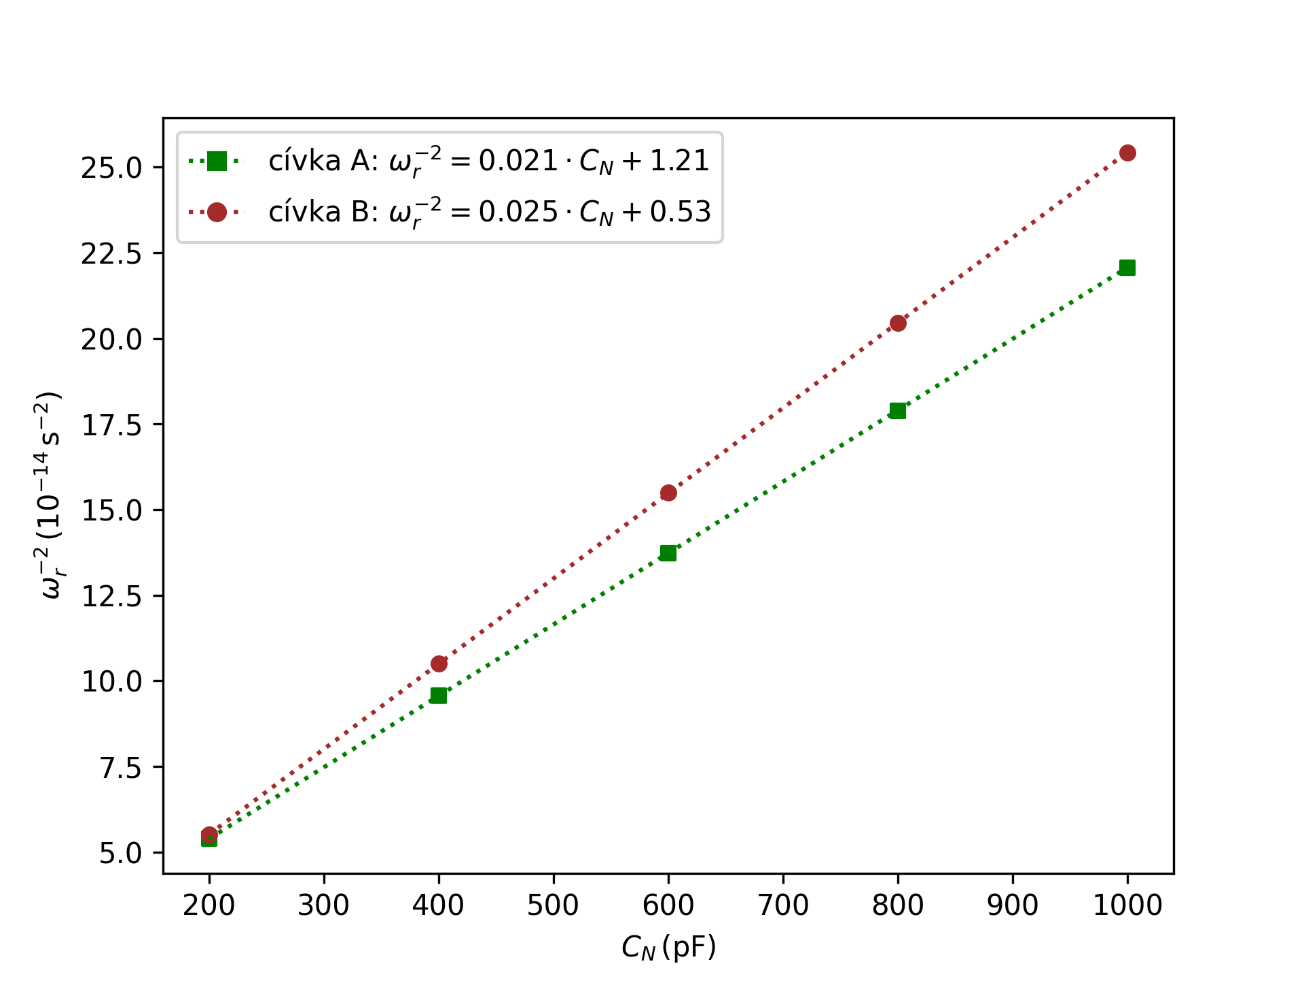 cívka A: ω_r^{-2} = 0.021 · C_N + 1.21
cívka B: ω_r^{-2} = 0.025 · C_N + 0.53
25.0
22.5
20.0
17.5
15.0
12.5
10.0
7.5
5.0
ω_r^{-2} (10^{-14} s^{-2})
200 300 400 500 600 700 800 900 1000
C_N (pF)